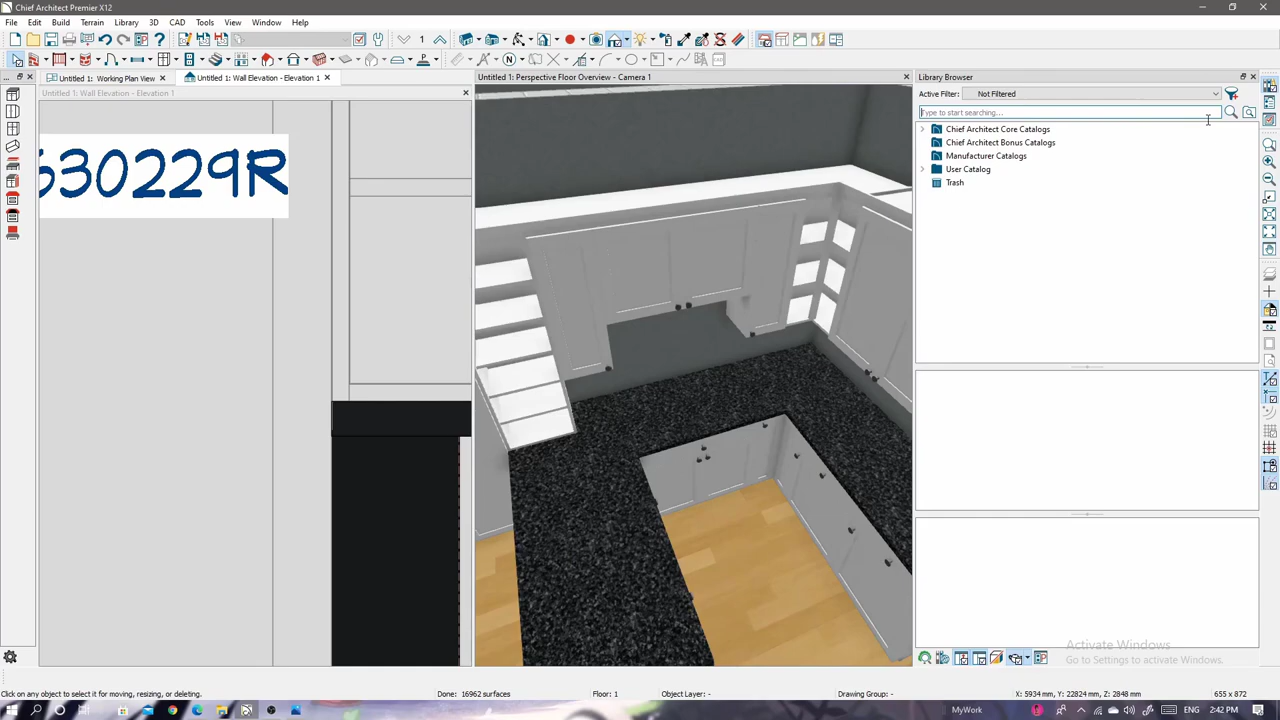 Chief Architect Premier X12
File Edit Build Terrain Library 3D CAD Tools View Window Help
1
Untitled 1: Working Plan View Untitled 1: Wall Elevation - Elevation 1
Untitled 1: Wall Elevation - Elevation 1
630229R
Untitled 1: Perspective Floor Overview - Camera 1
Library Browser
Active Filter: Not Filtered
Type to start searching...
Chief Architect Core Catalogs
Chief Architect Bonus Catalogs
Manufacturer Catalogs
User Catalog
Trash
Activate Windows
Go to Settings to activate Windows.
Click on any object to select it for moving, resizing, or deleting. Done: 16962 surfaces Floor: 1 Object Layer: - Drawing Group: - X: 5934 mm, Y: 22824 mm, Z: 2848 mm 655 x 872
MyWork 2:42 PM